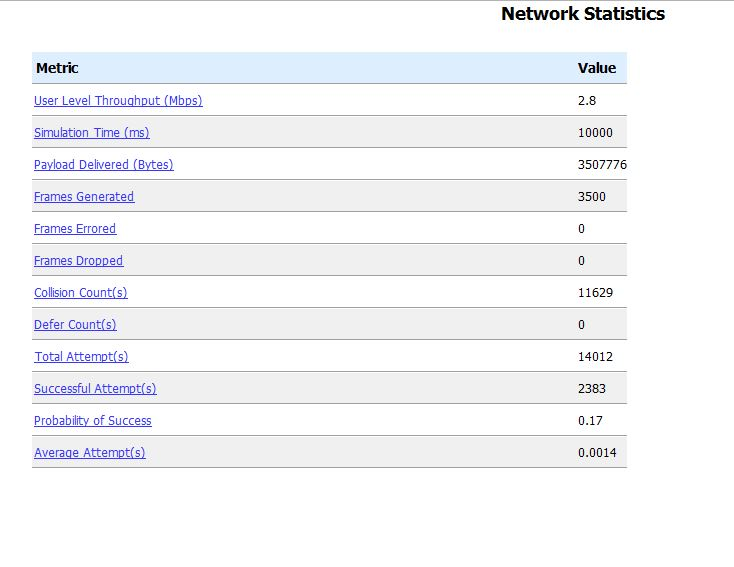 Network Statistics
Metric Value
User Level Throughput (Mbps) 2.8
Simulation Time (ms) 10000
Payload Delivered (Bytes) 3507776
Frames Generated 3500
Frames Errored 0
Frames Dropped 0
Collision Count(s) 11629
Defer Count(s) 0
Total Attempt(s) 14012
Successful Attempt(s) 2383
Probability of Success 0.17
Average Attempt(s) 0.0014